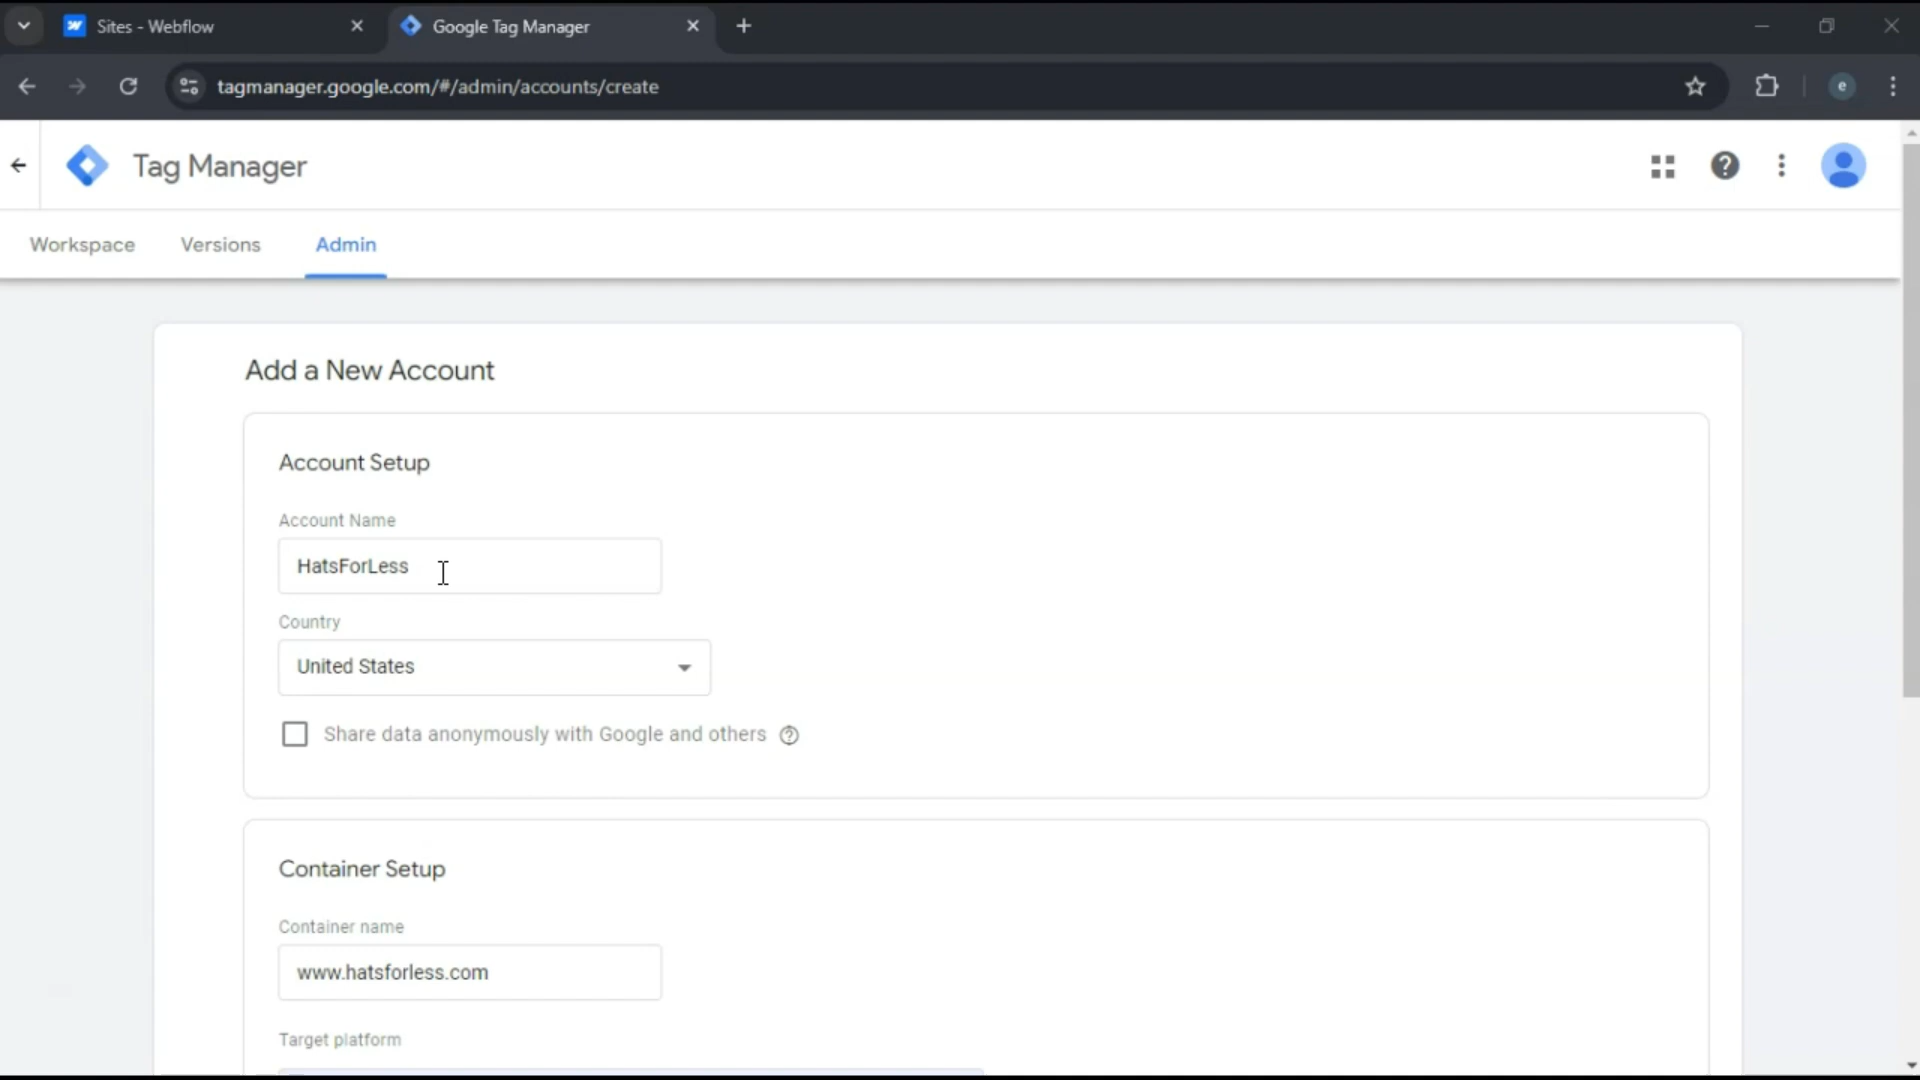 Sites - Webflow
Google Tag Manager
tagmanager.google.com/#/admin/accounts/create
e
Tag Manager
Workspace
Versions
Admin
Add a New Account
Account Setup
Account Name
HatsForLess
Country
United States
Share data anonymously with Google and others
Container Setup
Container name
www.hatsforless.com
Target platform